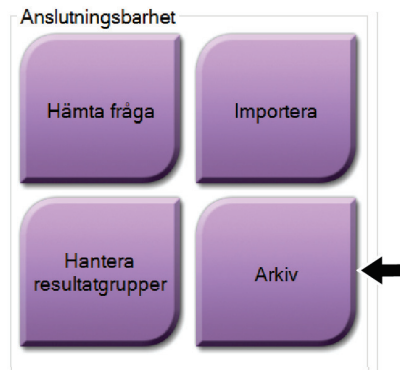 Anslutningsbarhet
Hämta fråga
Importera
Hantera
resultatgrupper
Arkiv